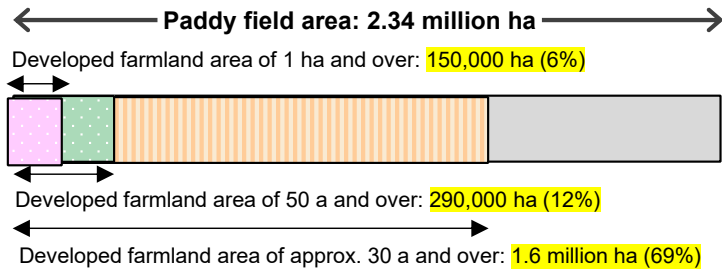 Paddy field area: 2.34 million ha
Developed farmland area of 1 ha and over: 150,000 ha (6%)
Developed farmland area of 50 a and over: 290,000 ha (12%)
Developed farmland area of approx. 30 a and over: 1.6 million ha (69%)